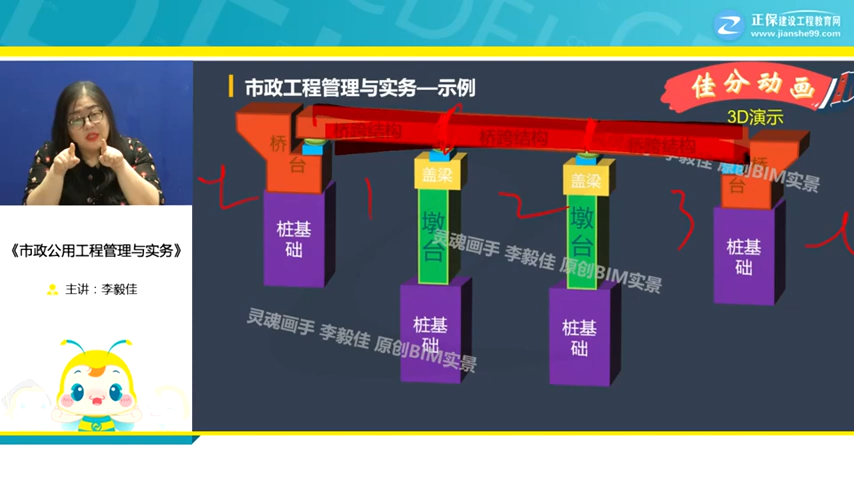 正保建设工程教育网
www.jianshe99.com
市政工程管理与实务—示例
佳分动画
3D演示
桥跨结构
桥跨结构
桥跨结构
桥台
盖梁
盖梁
桥台
墩台
墩台
桩基础
桩基础
桩基础
桩基础
1
2
3
灵魂画手 李毅佳 原创BIM实景
灵魂画手 李毅佳 原创BIM实景
李毅佳 原创BIM实景
《市政公用工程管理与实务》
主讲：李毅佳